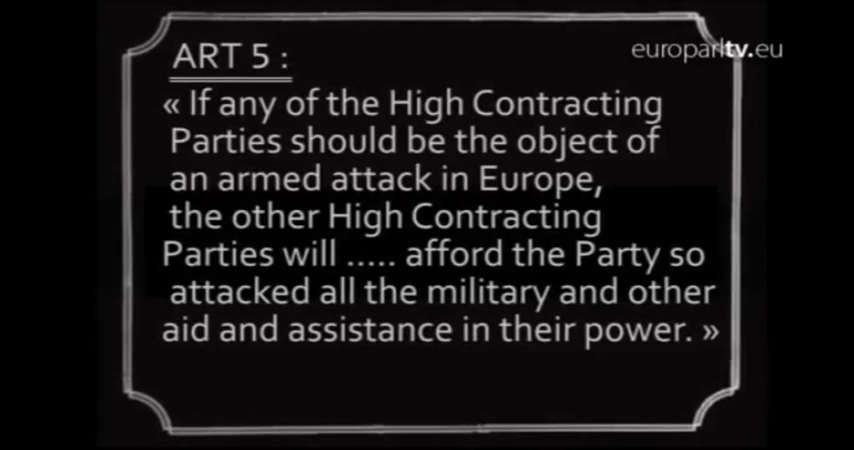 europarltv.eu
ART 5 :
« If any of the High Contracting
Parties should be the object of
an armed attack in Europe,
the other High Contracting
Parties will ..... afford the Party so
attacked all the military and other
aid and assistance in their power. »